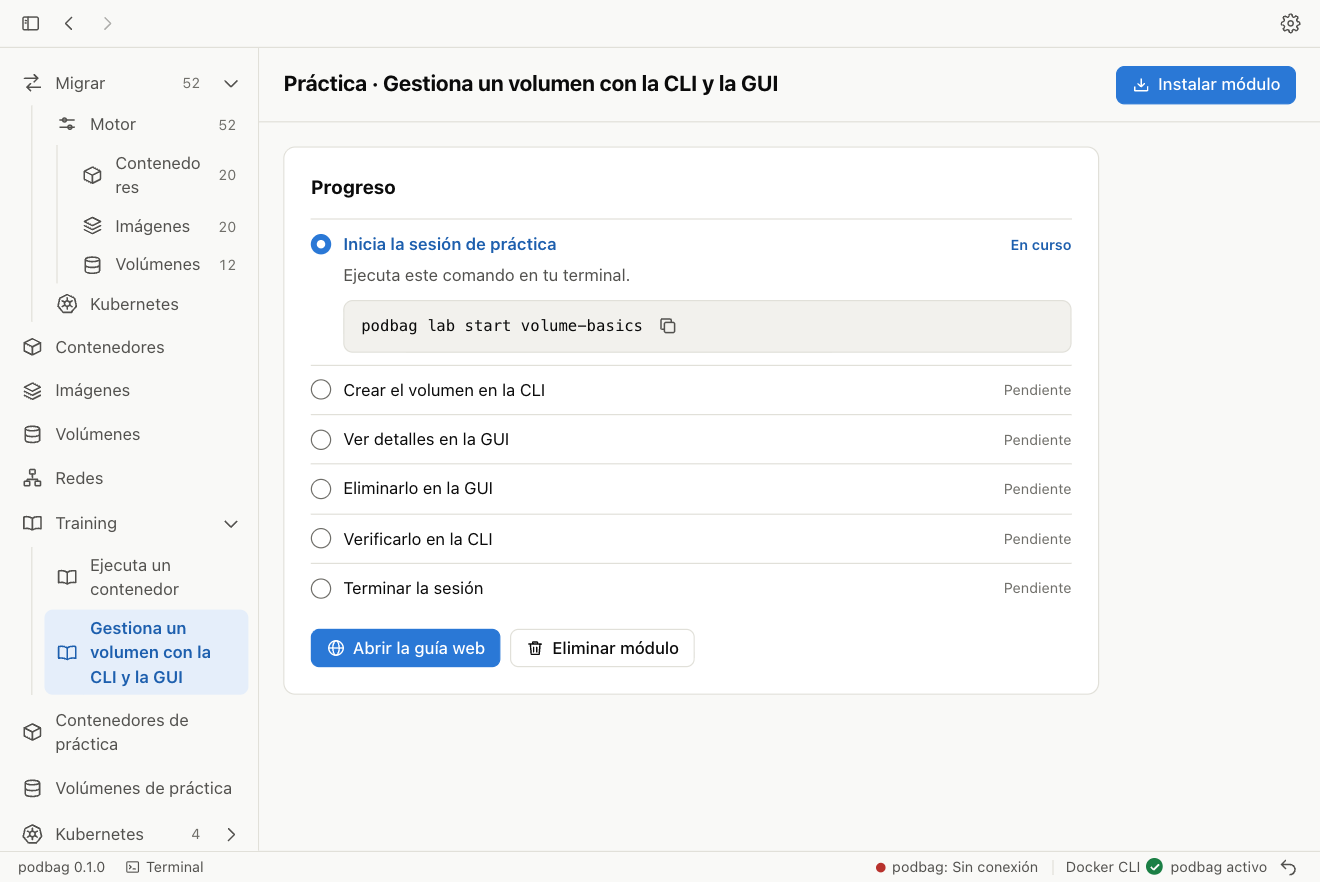 Migrar 52
Motor 52
Contenedo
res 20
Imágenes 20
Volúmenes 12
Kubernetes
Contenedores
Imágenes
Volúmenes
Redes
Training
Ejecuta un
contenedor
Gestiona un
volumen con la
CLI y la GUI
Contenedores de
práctica
Volúmenes de práctica
Kubernetes 4
Práctica · Gestiona un volumen con la CLI y la GUI
Instalar módulo
Progreso
Inicia la sesión de práctica En curso
Ejecuta este comando en tu terminal.
podbag lab start volume-basics
Crear el volumen en la CLI Pendiente
Ver detalles en la GUI Pendiente
Eliminarlo en la GUI Pendiente
Verificarlo en la CLI Pendiente
Terminar la sesión Pendiente
Abrir la guía web Eliminar módulo
podbag 0.1.0 Terminal podbag: Sin conexión Docker CLI podbag activo